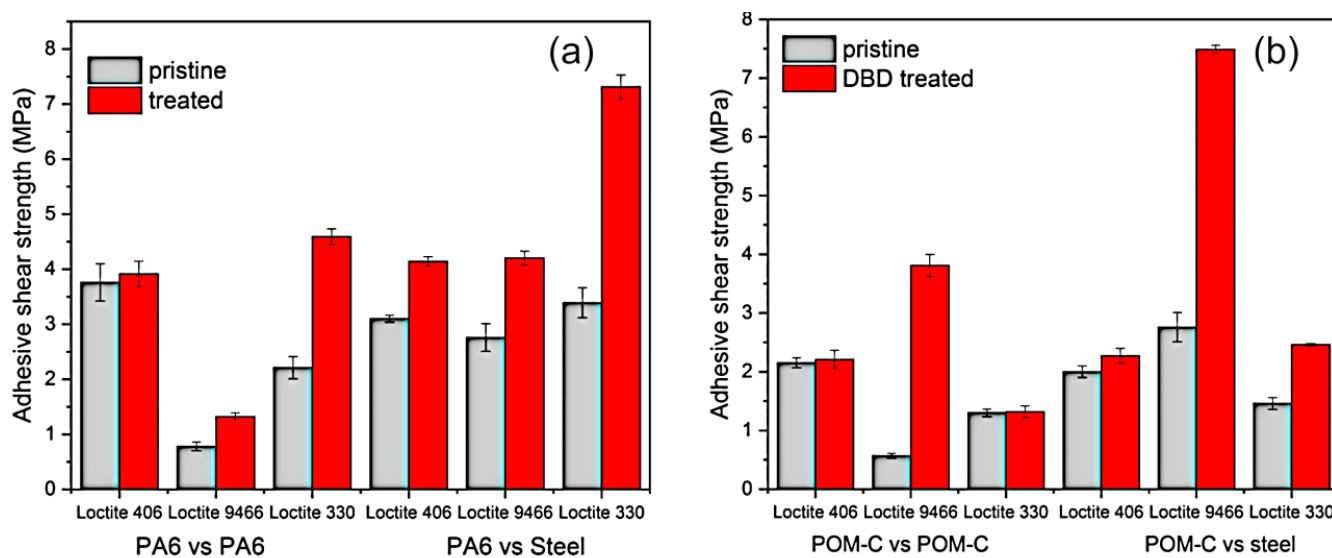 (a)
pristine
treated
Adhesive shear strength (MPa)
8
7
6
5
4
3
2
1
0
Loctite 406 Loctite 9466 Loctite 330 Loctite 406 Loctite 9466 Loctite 330
PA6 vs PA6 PA6 vs Steel
(b)
pristine
DBD treated
Adhesive shear strength (MPa)
8
7
6
5
4
3
2
1
0
Loctite 406 Loctite 9466 Loctite 330 Loctite 406 Loctite 9466 Loctite 330
POM-C vs POM-C POM-C vs steel